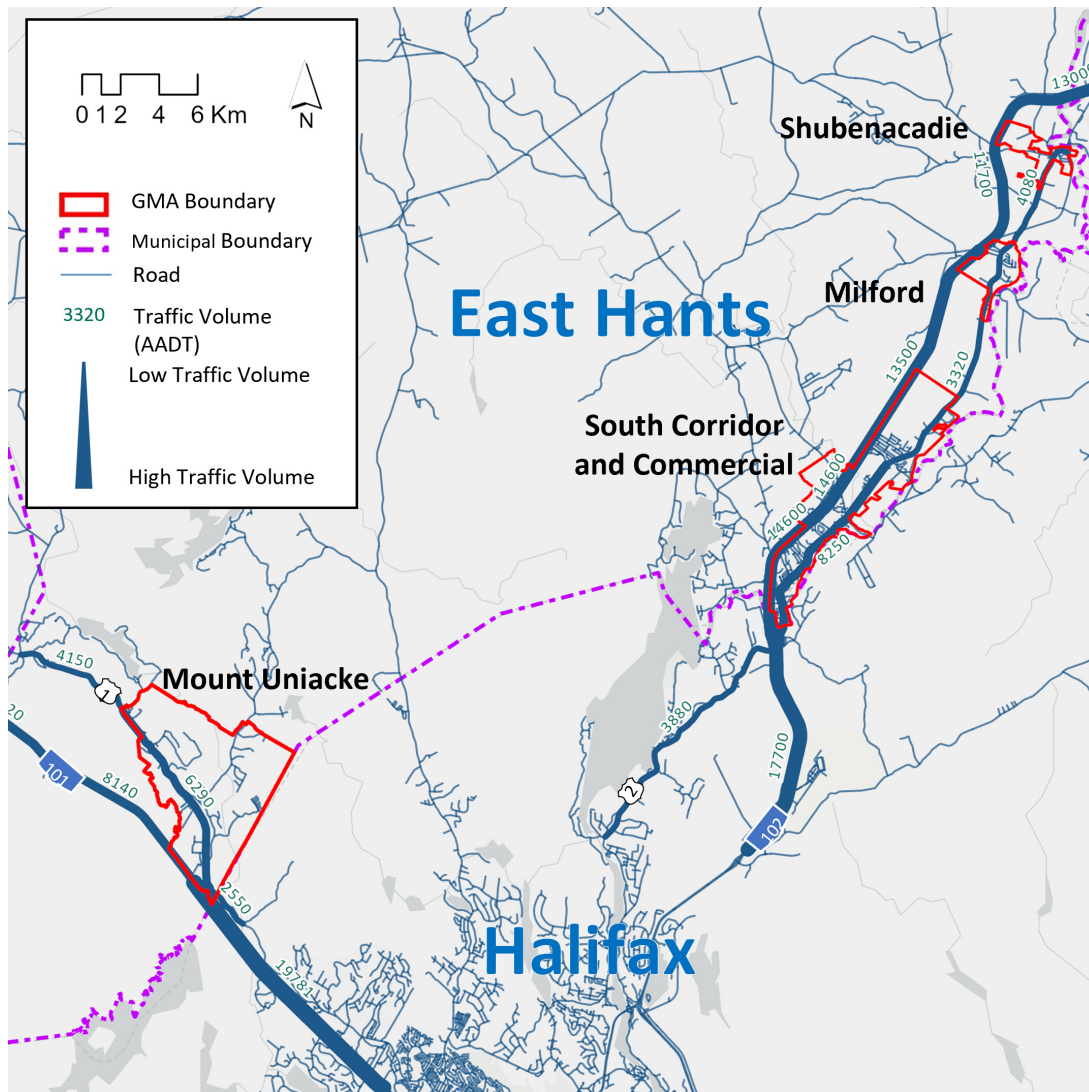 0 1 2 4 6 Km
N
GMA Boundary
Municipal Boundary
Road
3320 Traffic Volume
(AADT)
Low Traffic Volume
High Traffic Volume
13000
Shubenacadie
11700
4080
Milford
East Hants
13500
3320
South Corridor
and Commercial
14600
14600
8250
4150
1
Mount Uniacke
20
101
8140
6290
3880
2
17700
102
2550
Halifax
19781